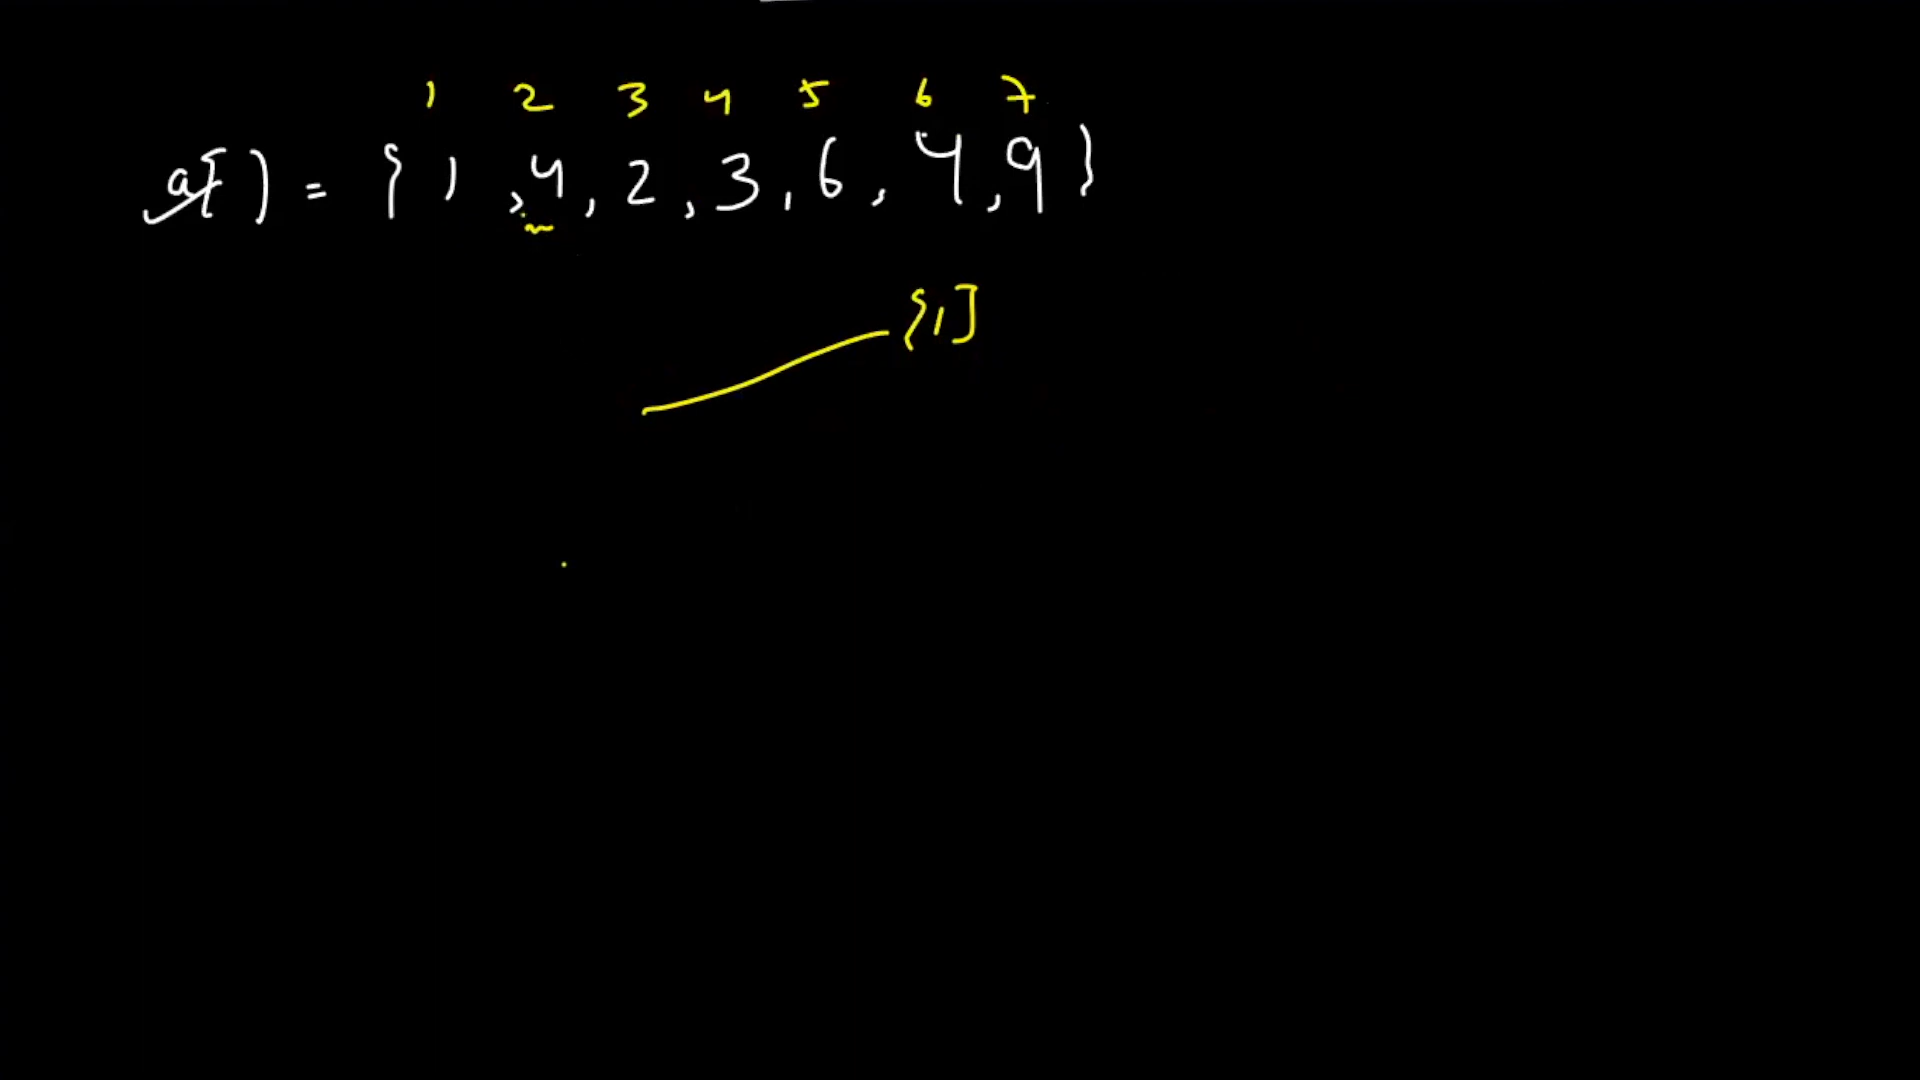 1 2 3 4 5 6 7
a[] = { 1, 4, 2, 3, 6, 4, 9 }
{1]